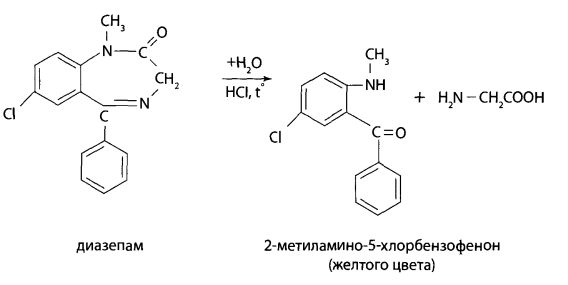 CH₃
O
N
C
CH₂
Cl
C
N
+H₂O
HCl, t°
CH₃
NH
Cl
C=O
+ H₂N – CH₂COOH
диазепам
2-метиламино-5-хлорбензофенон
(желтого цвета)